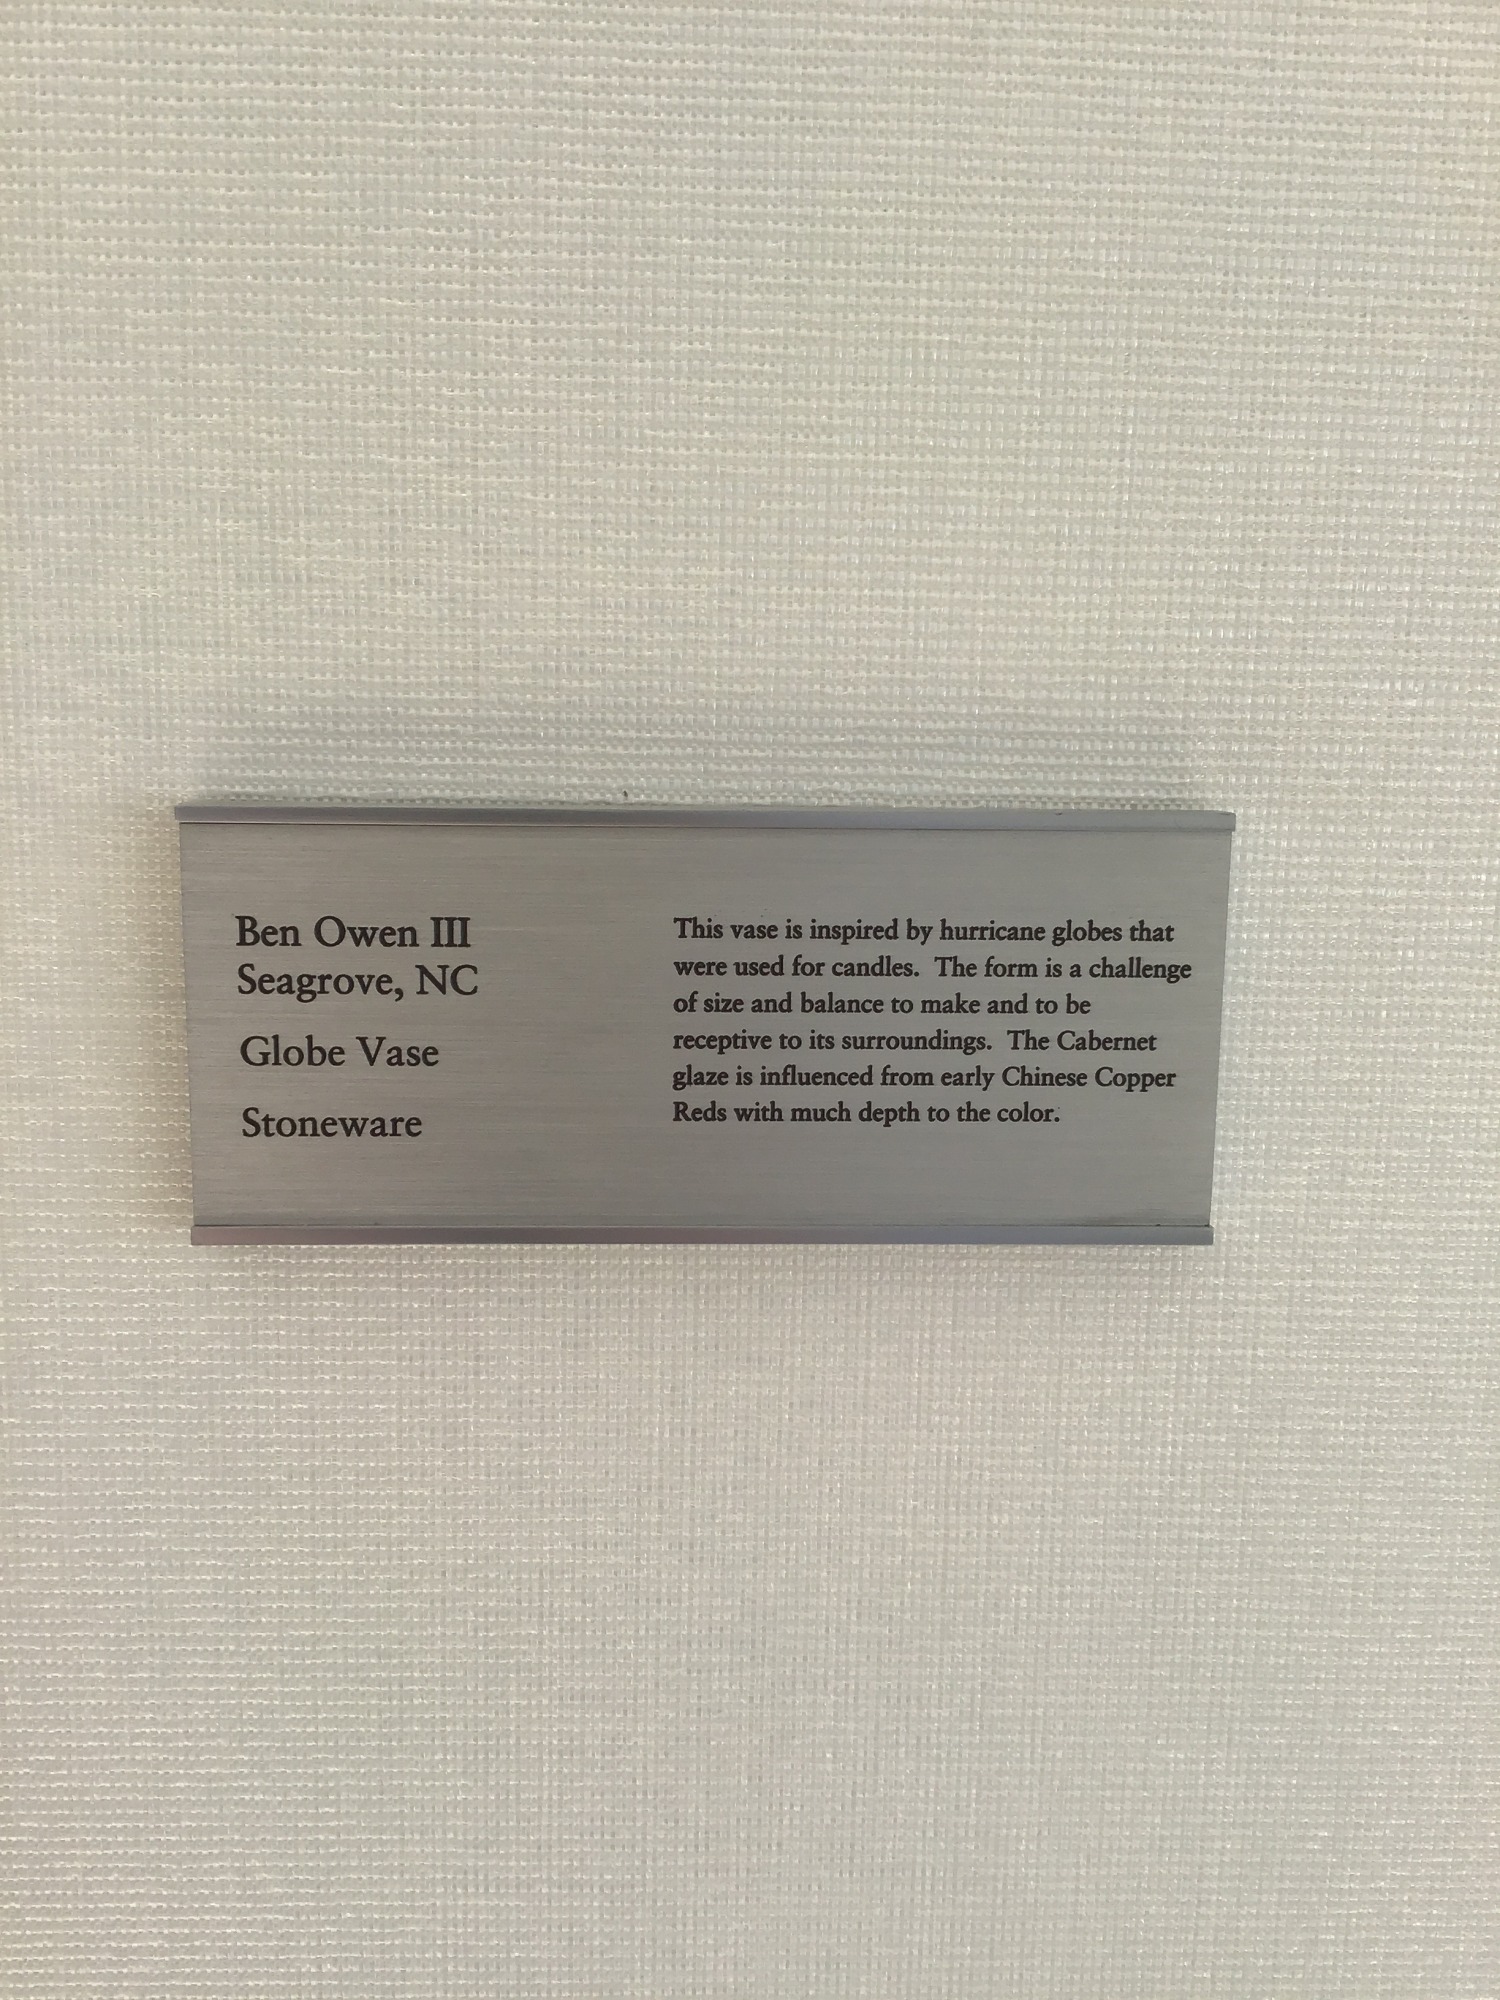 Ben Owen III
Seagrove, NC
Globe Vase
Stoneware
This vase is inspired by hurricane globes that
were used for candles.  The form is a challenge
of size and balance to make and to be
receptive to its surroundings.  The Cabernet
glaze is influenced from early Chinese Copper
Reds with much depth to the color.